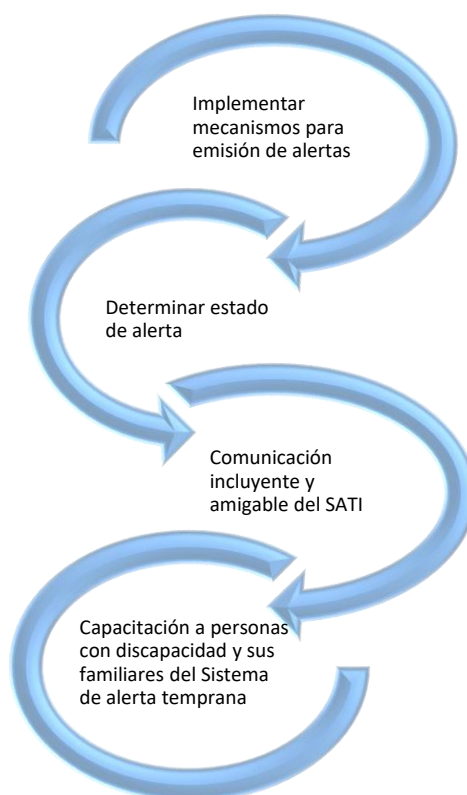 Implementar
mecanismos para
emisión de alertas
Determinar estado
de alerta
Comunicación
incluyente y
amigable del SATI
Capacitación a personas
con discapacidad y sus
familiares del Sistema
de alerta temprana